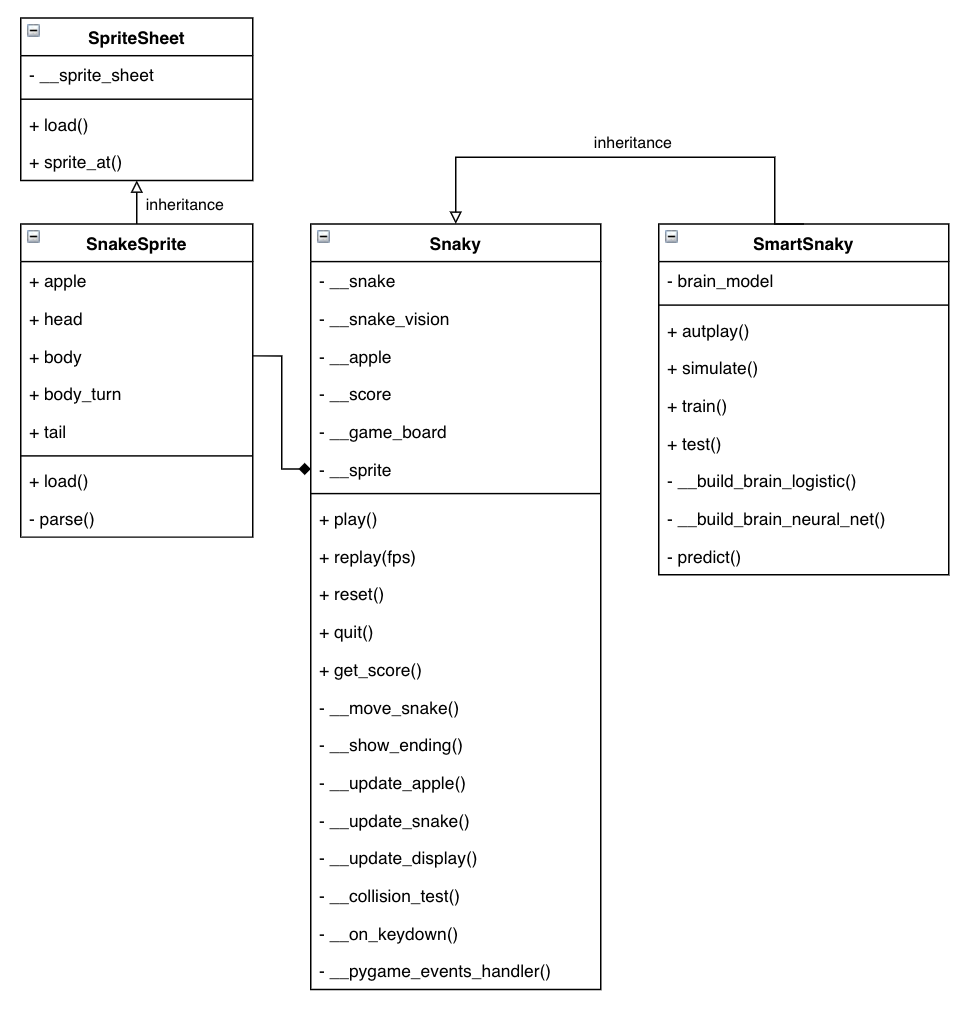 SpriteSheet
- __sprite_sheet
+ load()
+ sprite_at()
inheritance
SnakeSprite
+ apple
+ head
+ body
+ body_turn
+ tail
+ load()
- parse()
inheritance
Snaky
- __snake
- __snake_vision
- __apple
- __score
- __game_board
- __sprite
+ play()
+ replay(fps)
+ reset()
+ quit()
+ get_score()
- __move_snake()
- __show_ending()
- __update_apple()
- __update_snake()
- __update_display()
- __collision_test()
- __on_keydown()
- __pygame_events_handler()
SmartSnaky
- brain_model
+ autplay()
+ simulate()
+ train()
+ test()
- __build_brain_logistic()
- __build_brain_neural_net()
- predict()